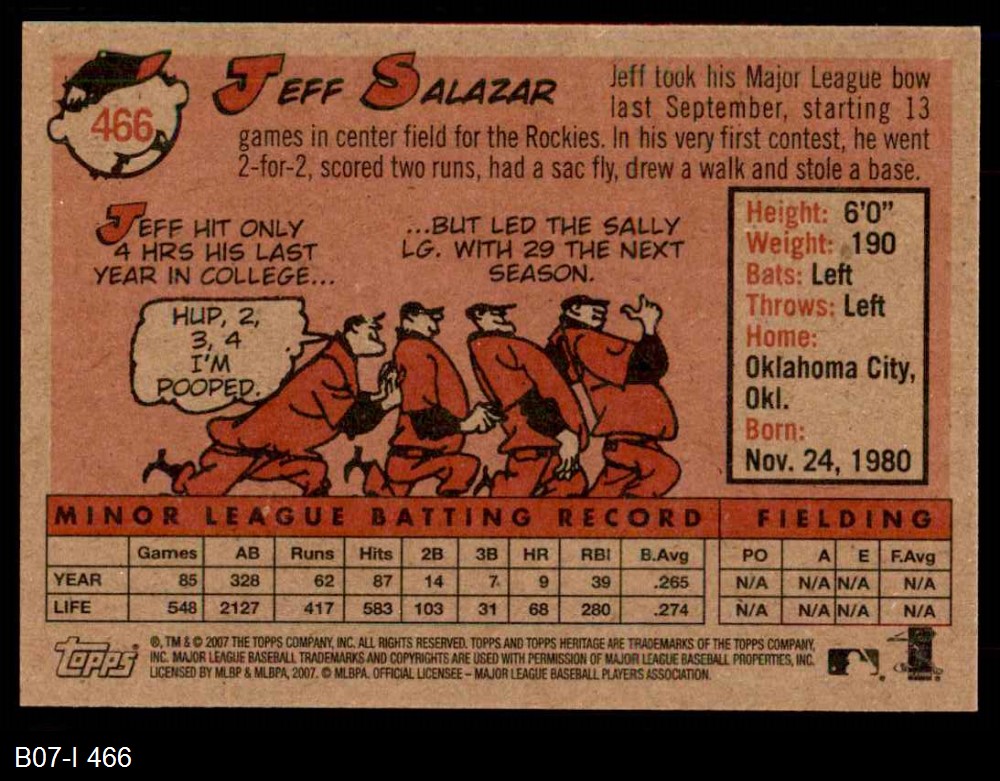 466
JEFF SALAZAR
Jeff took his Major League bow
last September, starting 13
games in center field for the Rockies. In his very first contest, he went
2-for-2, scored two runs, had a sac fly, drew a walk and stole a base.
JEFF HIT ONLY
4 HRS HIS LAST
YEAR IN COLLEGE...
...BUT LED THE SALLY
LG. WITH 29 THE NEXT
SEASON.
HUP, 2,
3, 4
I'M
POOPED.
Height: 6'0"
Weight: 190
Bats: Left
Throws: Left
Home:
Oklahoma City,
Okl.
Born:
Nov. 24, 1980
MINOR LEAGUE BATTING RECORD FIELDING
Games AB Runs Hits 2B 3B HR RBI B.Avg PO A E F.Avg
YEAR 85 328 62 87 14 7 9 39 .265 N/A N/A N/A N/A
LIFE 548 2127 417 583 103 31 68 280 .274 N/A N/A N/A N/A
Topps
®, TM & © 2007 THE TOPPS COMPANY, INC. ALL RIGHTS RESERVED. TOPPS AND TOPPS HERITAGE ARE TRADEMARKS OF THE TOPPS COMPANY,
INC. MAJOR LEAGUE BASEBALL TRADEMARKS AND COPYRIGHTS ARE USED WITH PERMISSION OF MAJOR LEAGUE BASEBALL PROPERTIES, INC.
LICENSED BY MLBP & MLBPA, 2007. © MLBPA. OFFICIAL LICENSEE – MAJOR LEAGUE BASEBALL PLAYERS ASSOCIATION.
B07-I 466